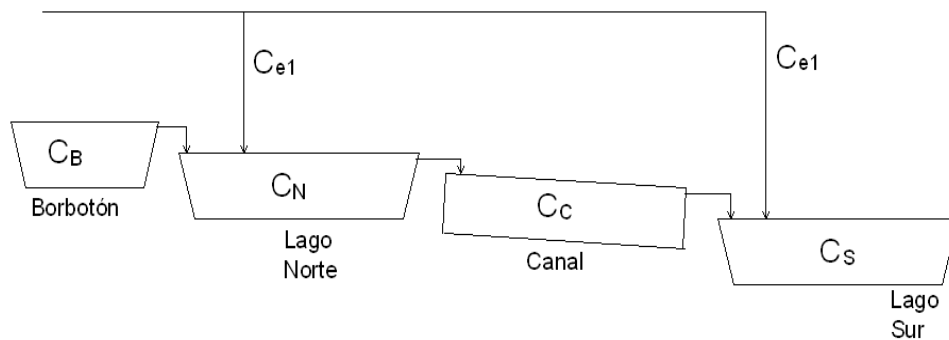 Ce1
Ce1
CB
Borbotón
CN
Lago
Norte
Cc
Canal
CS
Lago
Sur